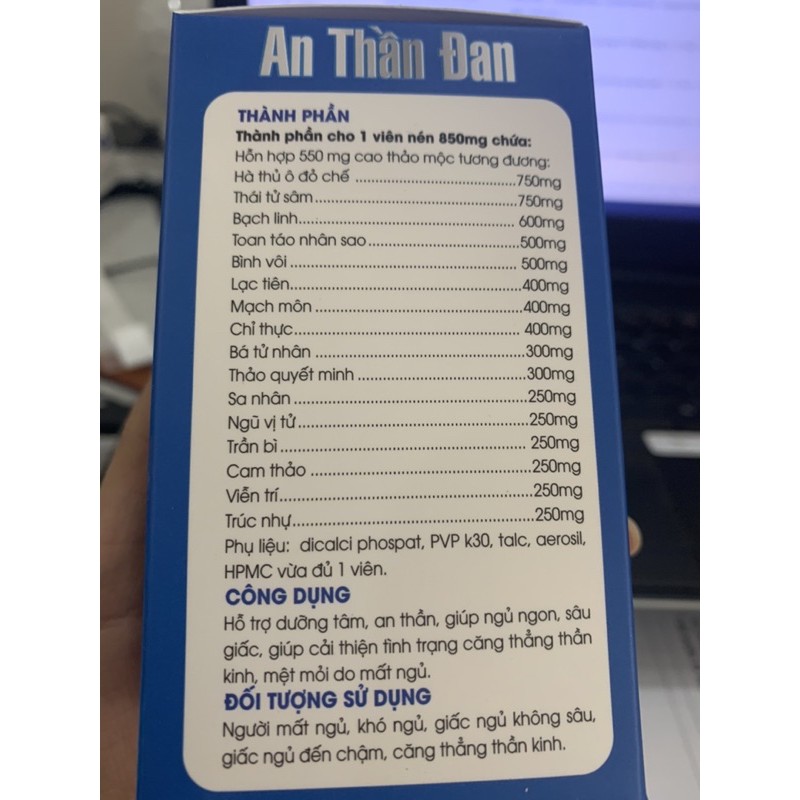 An Thần Đan
THÀNH PHẦN
Thành phần cho 1 viên nén 850mg chứa:
Hỗn hợp 550 mg cao thảo mộc tương đương:
Hà thủ ô đỏ chế ..............................750mg
Thái tử sâm......................................750mg
Bạch linh......................................... 600mg
Toan táo nhân sao............................500mg
Bình vôi .......................................... 500mg
Lạc tiên...........................................400mg
Mạch môn .......................................400mg
Chỉ thực.......................................... 400mg
Bá tử nhân .......................................300mg
Thảo quyết minh ...............................300mg
Sa nhân ...........................................250mg
Ngũ vị tử..........................................250mg
Trần bì ............................................ 250mg
Cam thảo .........................................250mg
Viễn trí.............................................250mg
Trúc nhự...........................................250mg
Phụ liệu: dicalci phospat, PVP k30, talc, aerosil,
HPMC vừa đủ 1 viên.
CÔNG DỤNG
Hỗ trợ dưỡng tâm, an thần, giúp ngủ ngon, sâu
giấc, giúp cải thiện tình trạng căng thẳng thần
kinh, mệt mỏi do mất ngủ.
ĐỐI TƯỢNG SỬ DỤNG
Người mất ngủ, khó ngủ, giấc ngủ không sâu,
giấc ngủ đến chậm, căng thẳng thần kinh.